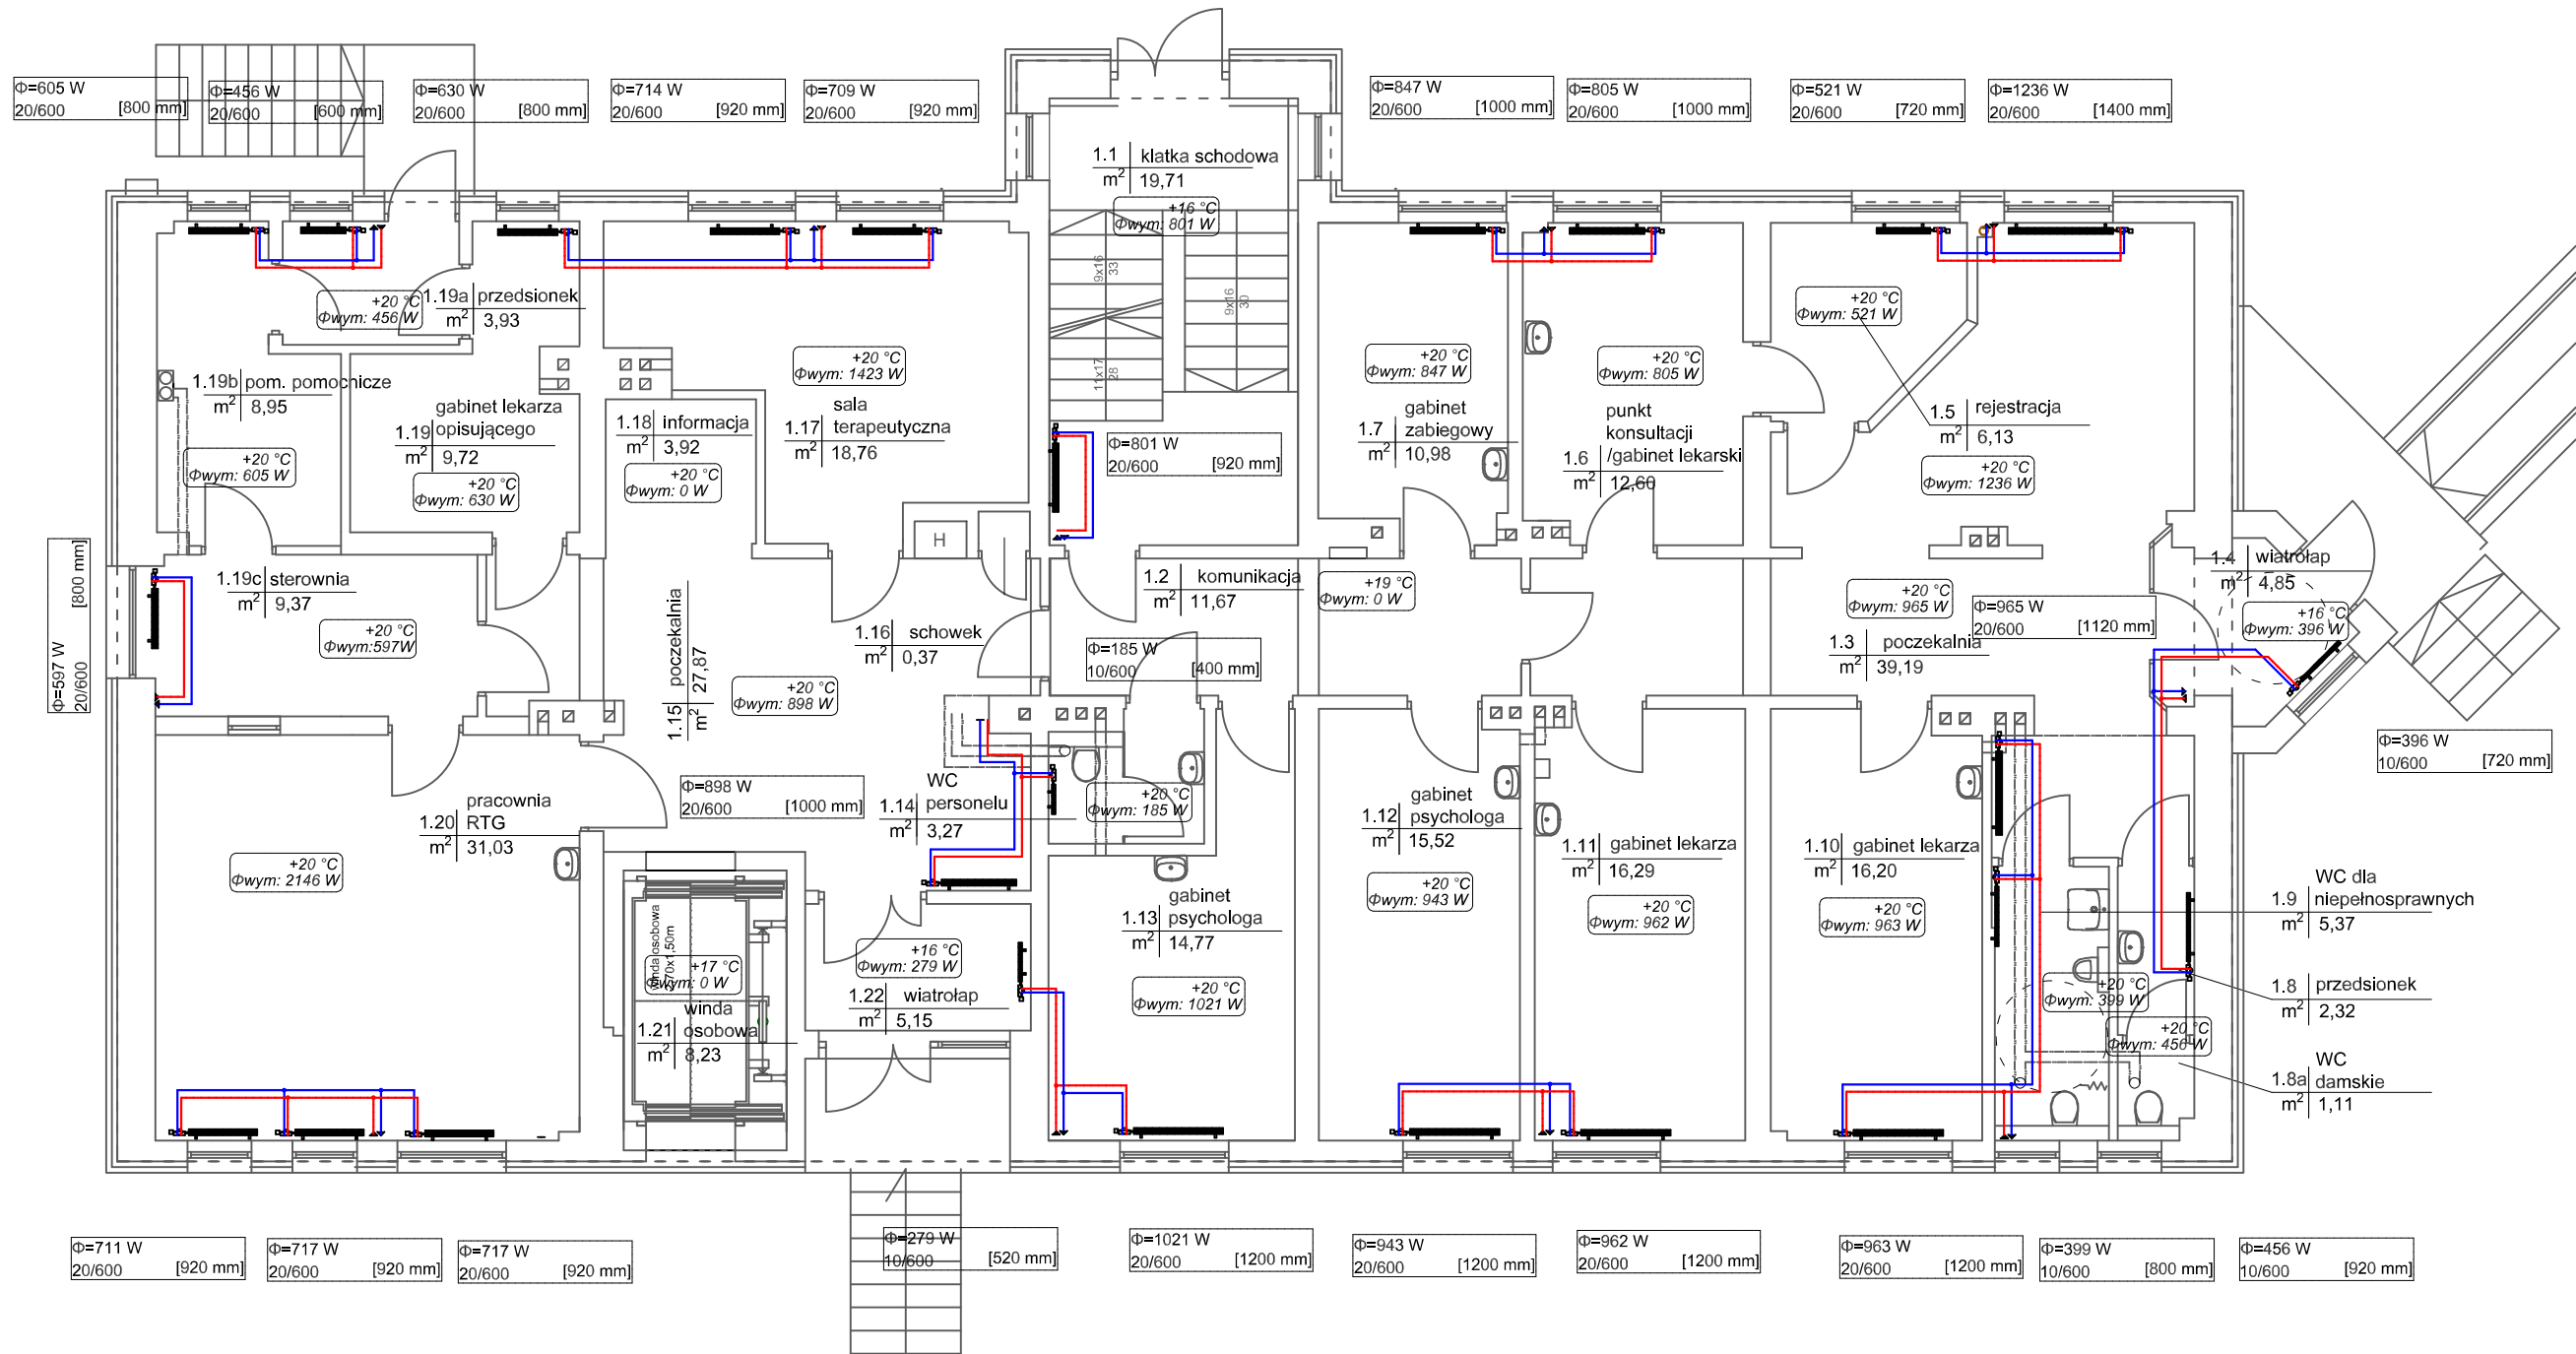 Φ=605 W
20/600 [800 mm]
Φ=456 W
20/600 [600 mm]
Φ=630 W
20/600 [800 mm]
Φ=714 W
20/600 [920 mm]
Φ=709 W
20/600 [920 mm]
Φ=847 W
20/600 [1000 mm]
Φ=805 W
20/600 [1000 mm]
Φ=521 W
20/600 [720 mm]
Φ=1236 W
20/600 [1400 mm]
1.1 klatka schodowa
m² 19,71
+16 °C
Φwym: 801 W
9x16
33
9x16
30
11x17
28
+20 °C
Φwym: 456 W
1.19a przedsionek
m² 3,93
+20 °C
Φwym: 521 W
+20 °C
Φwym: 1423 W
+20 °C
Φwym: 847 W
+20 °C
Φwym: 805 W
1.19b pom. pomocnicze
m² 8,95
gabinet lekarza
1.19 opisującego
m² 9,72
1.18 informacja
m² 3,92
sala
1.17 terapeutyczna
m² 18,76
gabinet
1.7 zabiegowy
m² 10,98
punkt
konsultacji
1.6 /gabinet lekarski
m² 12,60
1.5 rejestracja
m² 6,13
+20 °C
Φwym: 605 W
+20 °C
Φwym: 630 W
+20 °C
Φwym: 0 W
Φ=801 W
20/600 [920 mm]
+20 °C
Φwym: 1236 W
H
Φ=597 W
20/600 [800 mm]
1.19c sterownia
m² 9,37
+20 °C
Φwym:597W
1.15 poczekalnia
m² 27,87
1.16 schowek
m² 0,37
1.2 komunikacja
m² 11,67
+19 °C
Φwym: 0 W
+20 °C
Φwym: 965 W
Φ=965 W
20/600 [1120 mm]
1.4 wiatrołap
m² 4,85
+16 °C
Φwym: 396 W
1.3 poczekalnia
m² 39,19
Φ=185 W
10/600 [400 mm]
+20 °C
Φwym: 898 W
Φ=396 W
10/600 [720 mm]
Φ=898 W
20/600 [1000 mm]
WC
1.14 personelu
m² 3,27
+20 °C
Φwym: 185 W
pracownia
1.20 RTG
m² 31,03
gabinet
1.12 psychologa
m² 15,52
1.11 gabinet lekarza
m² 16,29
1.10 gabinet lekarza
m² 16,20
+20 °C
Φwym: 2146 W
+20 °C
Φwym: 943 W
+20 °C
Φwym: 962 W
+20 °C
Φwym: 963 W
WC dla
1.9 niepełnosprawnych
m² 5,37
gabinet
1.13 psychologa
m² 14,77
winda osobowa
+17 °C
Φwym: 0 W
+16 °C
Φwym: 279 W
1.22 wiatrołap
m² 5,15
+20 °C
Φwym: 1021 W
+20 °C
Φwym: 399 W
1.8 przedsionek
m² 2,32
winda
1.21 osobowa
m² 8,23
+20 °C
Φwym: 456 W
WC
1.8a damskie
m² 1,11
Φ=711 W
20/600 [920 mm]
Φ=717 W
20/600 [920 mm]
Φ=717 W
20/600 [920 mm]
Φ=279 W
10/600 [520 mm]
Φ=1021 W
20/600 [1200 mm]
Φ=943 W
20/600 [1200 mm]
Φ=962 W
20/600 [1200 mm]
Φ=963 W
20/600 [1200 mm]
Φ=399 W
10/600 [800 mm]
Φ=456 W
10/600 [920 mm]